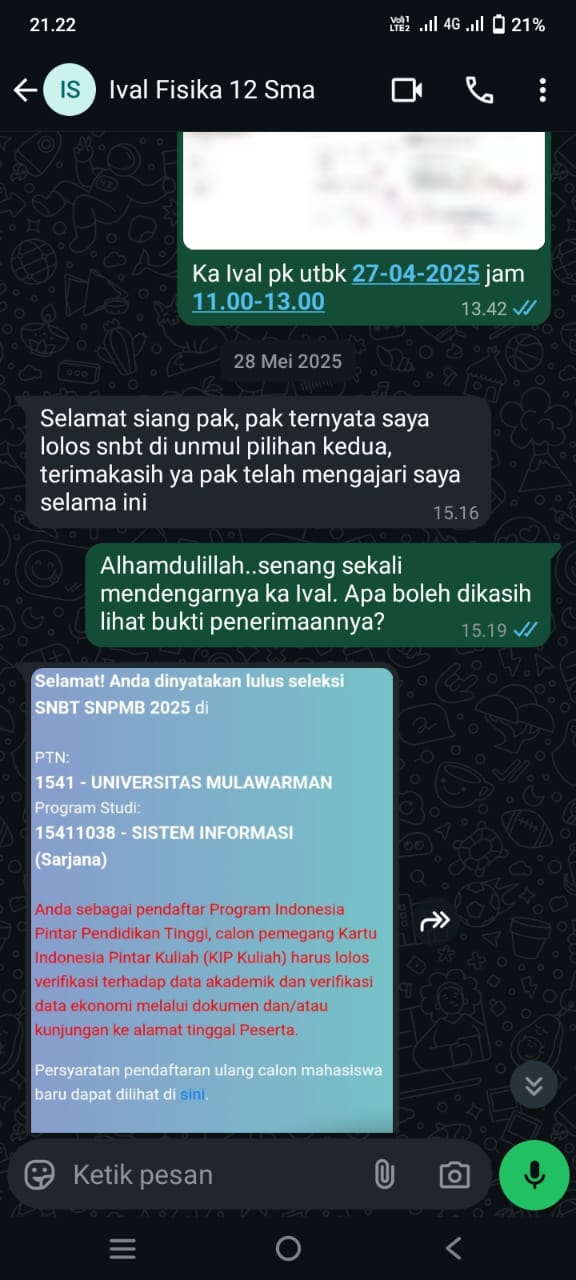 21.22
Voll 1 LTE2 4G 21%
IS Ival Fisika 12 Sma
Ka Ival pk utbk 27-04-2025 jam
11.00-13.00
13.42
28 Mei 2025
Selamat siang pak, pak ternyata saya
lolos snbt di unmul pilihan kedua,
terimakasih ya pak telah mengajari saya
selama ini
15.16
Alhamdulillah..senang sekali
mendengarnya ka Ival. Apa boleh dikasih
lihat bukti penerimaannya?
15.19
Selamat! Anda dinyatakan lulus seleksi
SNBT SNPMB 2025 di
PTN:
1541 - UNIVERSITAS MULAWARMAN
Program Studi:
15411038 - SISTEM INFORMASI
(Sarjana)
Anda sebagai pendaftar Program Indonesia
Pintar Pendidikan Tinggi, calon pemegang Kartu
Indonesia Pintar Kuliah (KIP Kuliah) harus lolos
verifikasi terhadap data akademik dan verifikasi
data ekonomi melalui dokumen dan/atau
kunjungan ke alamat tinggal Peserta.
Persyaratan pendaftaran ulang calon mahasiswa
baru dapat dilihat di sini.
Ketik pesan